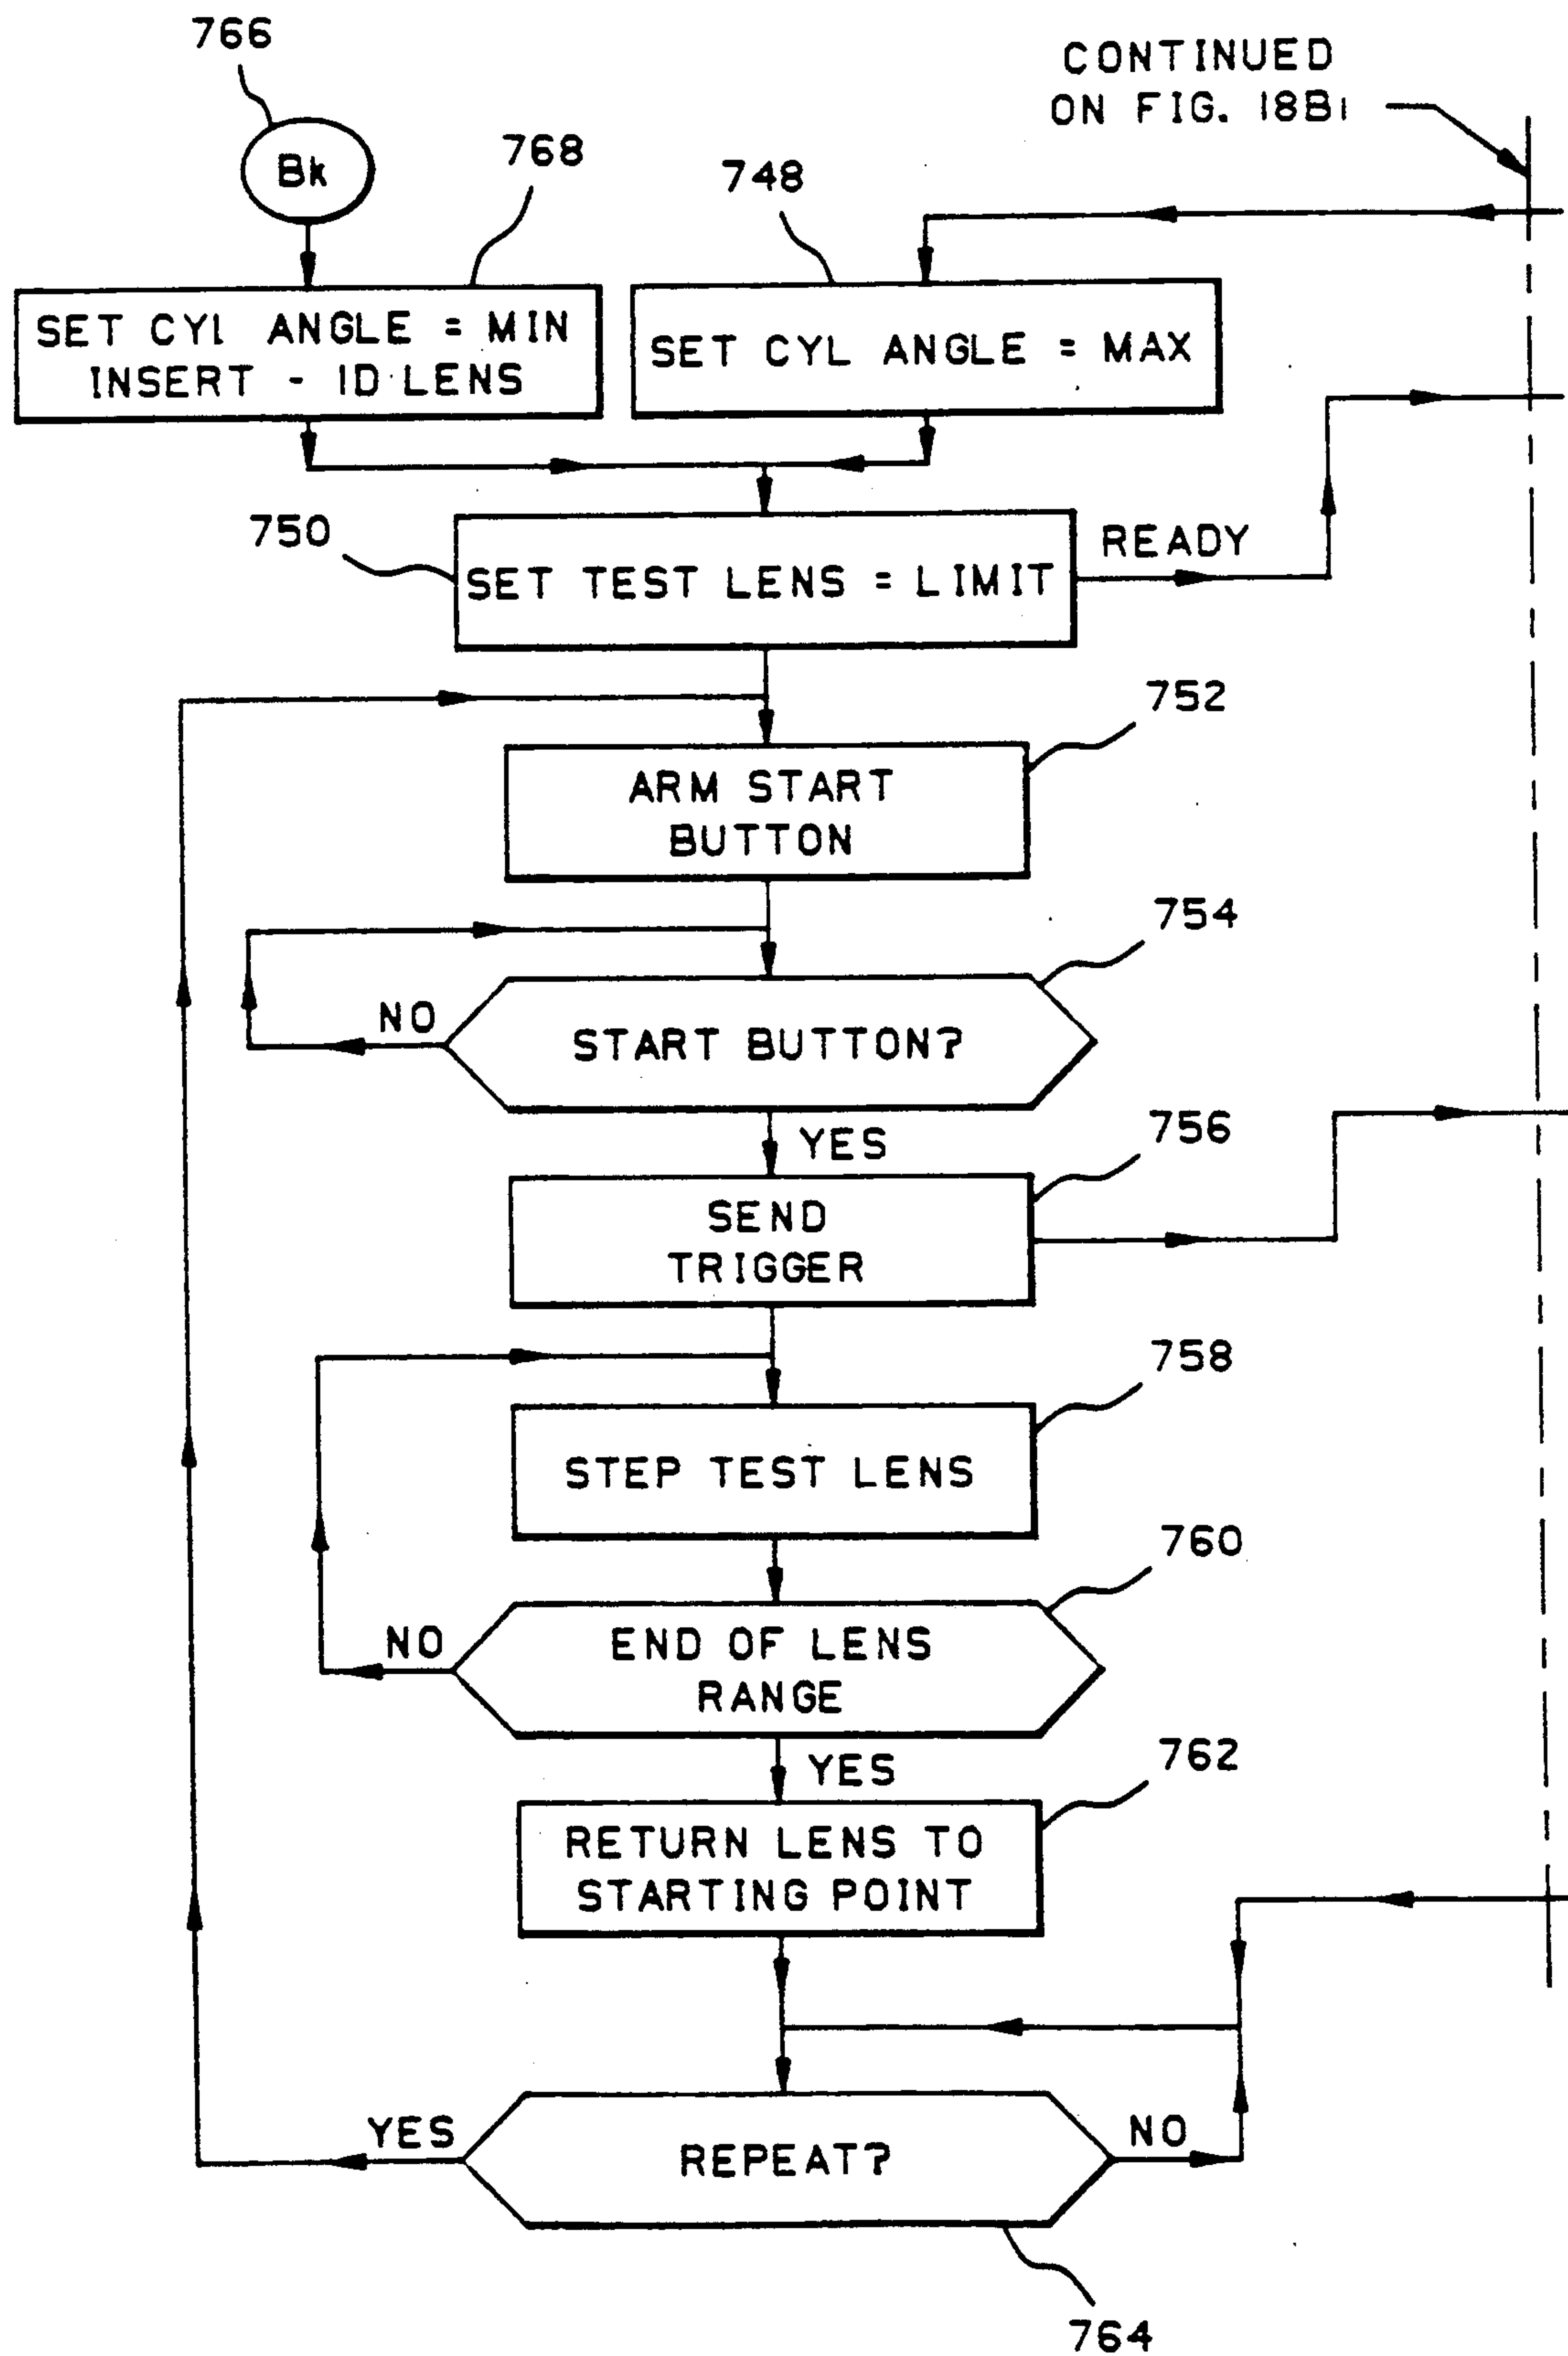 766
CONTINUED
ON FIG. 18B1
Bk
768
748
SET CYL ANGLE = MIN
INSERT - 1D LENS
SET CYL ANGLE = MAX
750
READY
SET TEST LENS = LIMIT
752
ARM START
BUTTON
754
NO
START BUTTON?
756
YES
SEND
TRIGGER
758
STEP TEST LENS
760
NO
END OF LENS
RANGE
762
YES
RETURN LENS TO
STARTING POINT
YES
NO
REPEAT?
764